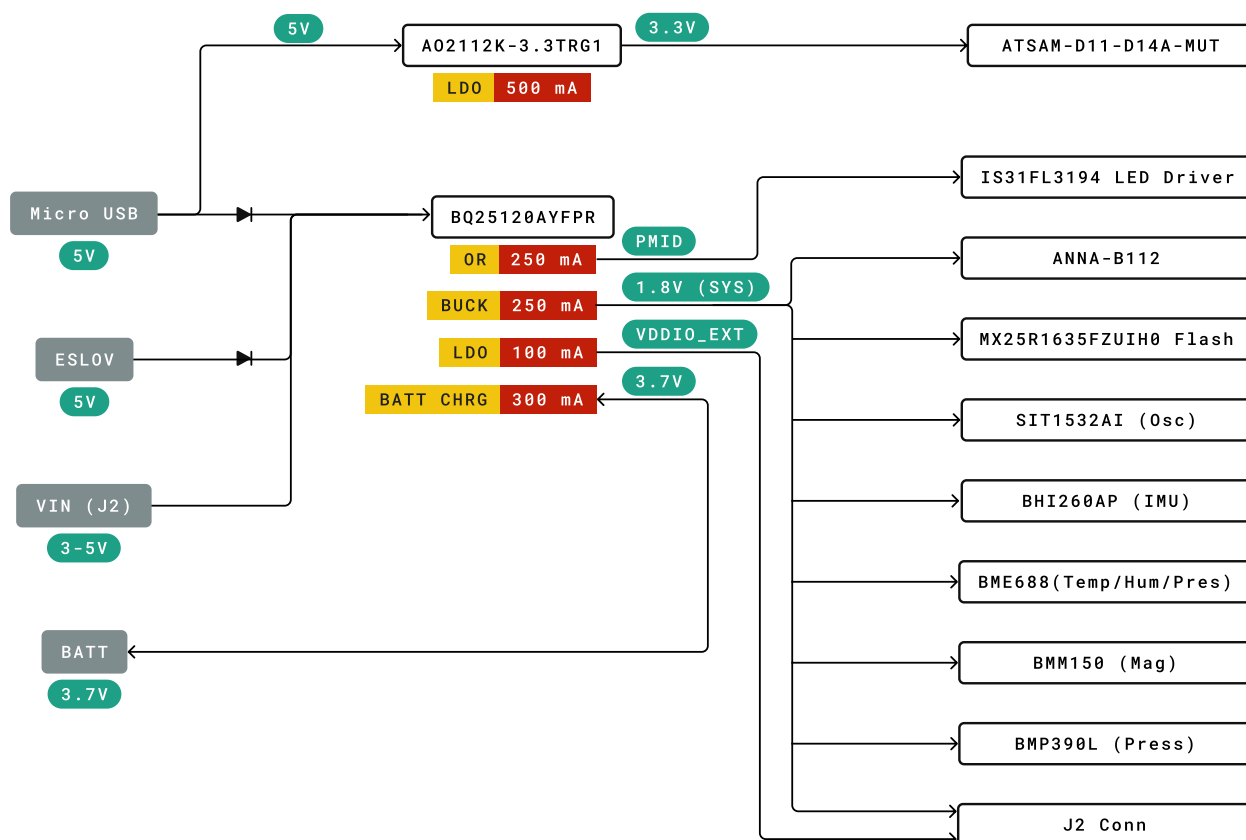 5V
AO2112K-3.3TRG1
3.3V
ATSAM-D11-D14A-MUT
LDO 500 mA
IS31FL3194 LED Driver
Micro USB
5V
BQ25120AYFPR
OR 250 mA
PMID
ANNA-B112
BUCK 250 mA
1.8V (SYS)
LDO 100 mA
VDDIO_EXT
MX25R1635FZUIH0 Flash
ESLOV
5V
BATT CHRG 300 mA
3.7V
SIT1532AI (Osc)
VIN (J2)
3-5V
BHI260AP (IMU)
BME688(Temp/Hum/Pres)
BATT
3.7V
BMM150 (Mag)
BMP390L (Press)
J2 Conn